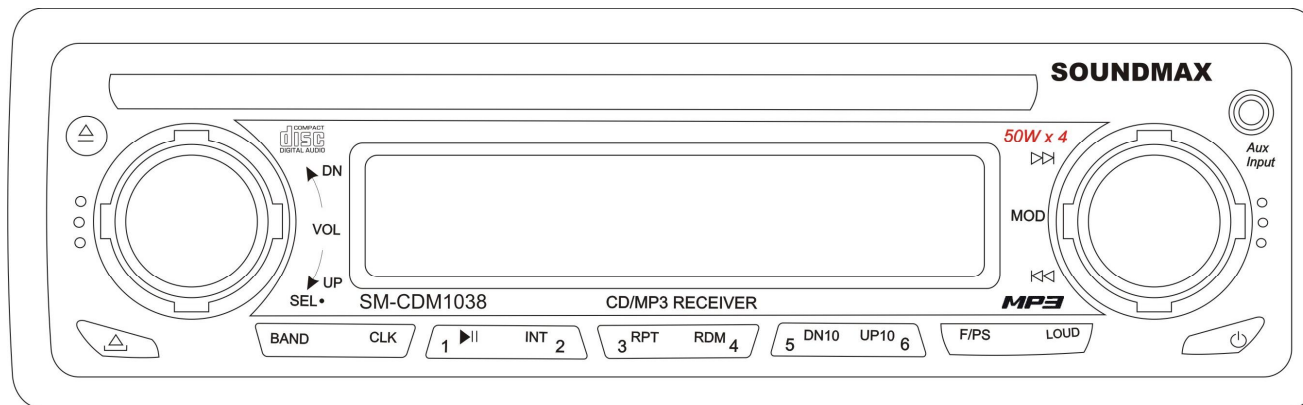 SOUNDMAX
COMPACT
disc
DIGITAL AUDIO
50W x 4
Aux
Input
DN
VOL
MOD
UP
SEL•
SM-CDM1038
CD/MP3 RECEIVER
MP3
BAND CLK
1 INT 2
3 RPT RDM 4
5 DN10 UP10 6
F/PS LOUD